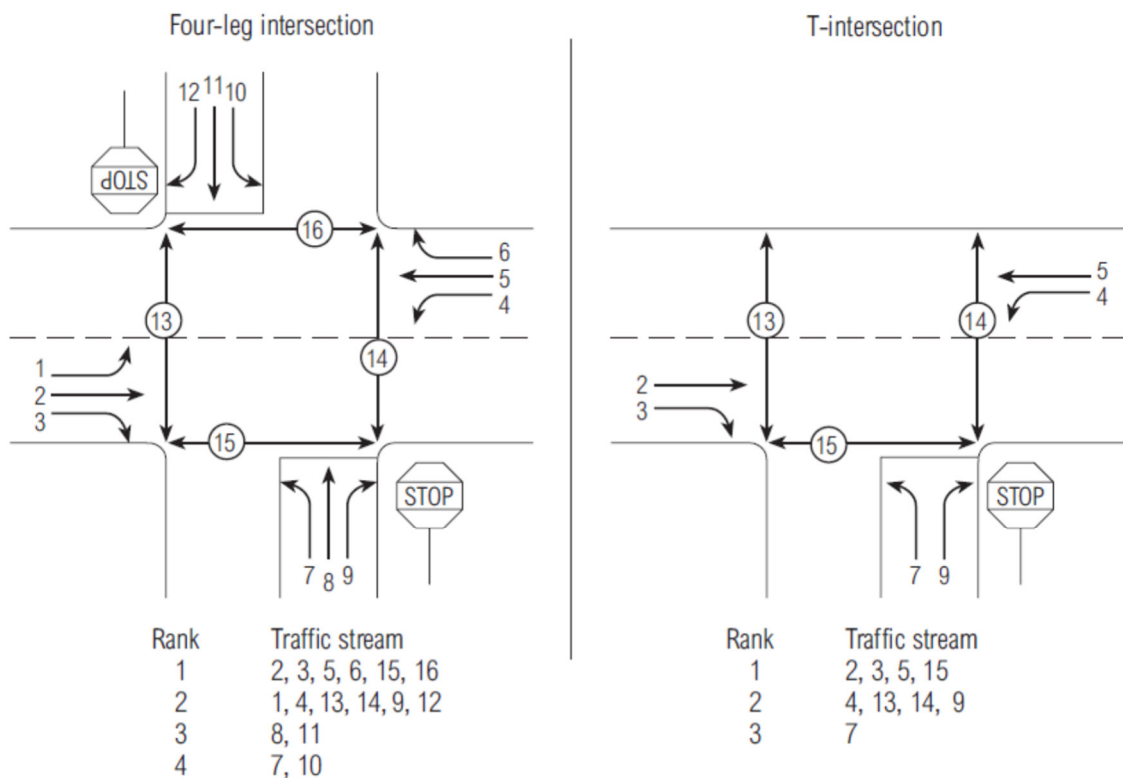 Four-leg intersection
12 11 10
STOP
16
6
5
4
13
14
1
2
3
15
STOP
7 8 9
Rank Traffic stream
1 2, 3, 5, 6, 15, 16
2 1, 4, 13, 14, 9, 12
3 8, 11
4 7, 10
T-intersection
5
4
13
14
2
3
15
STOP
7 9
Rank Traffic stream
1 2, 3, 5, 15
2 4, 13, 14, 9
3 7